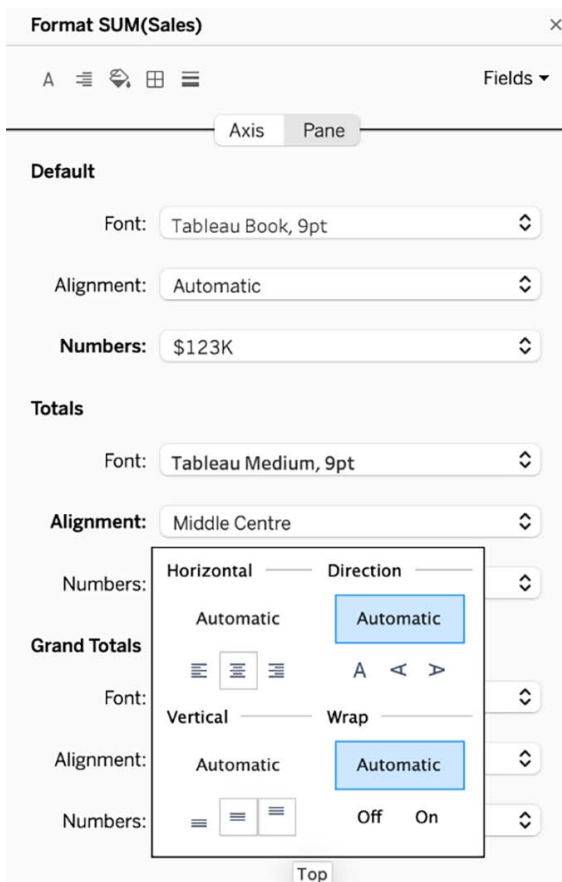 Format SUM(Sales) ×
A Fields
Axis Pane
Default
Font: Tableau Book, 9pt
Alignment: Automatic
Numbers: $123K
Totals
Font: Tableau Medium, 9pt
Alignment: Middle Centre
Numbers:
Horizontal Direction
Automatic Automatic
A A A
Vertical Wrap
Automatic Automatic
Off On
Grand Totals
Font:
Alignment:
Numbers:
Top